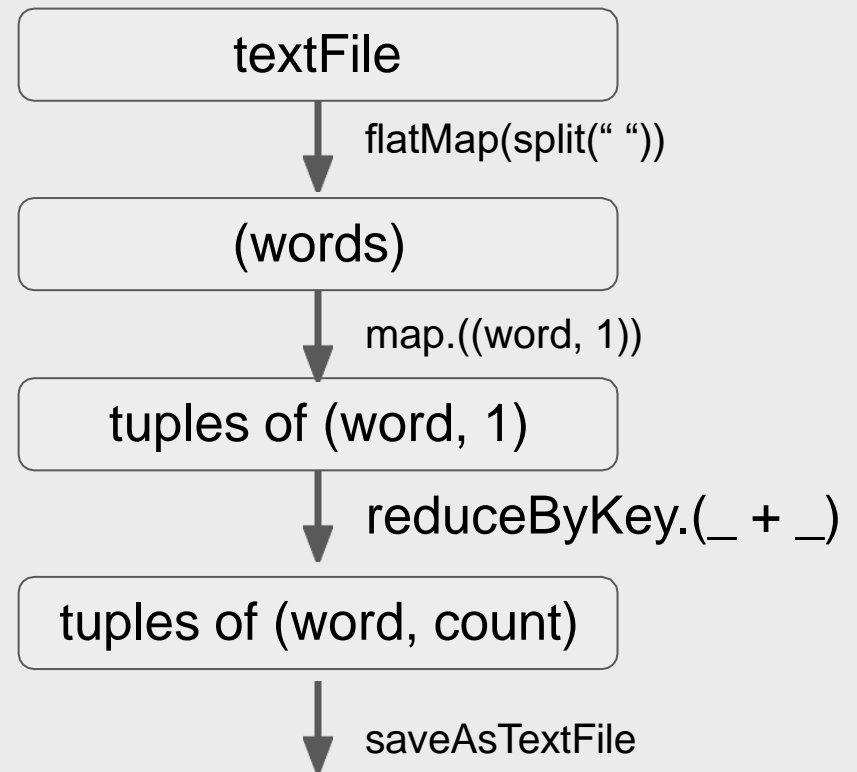 textFile
flatMap(split(“ “))
(words)
map.((word, 1))
tuples of (word, 1)
reduceByKey.(_ + _)
tuples of (word, count)
saveAsTextFile